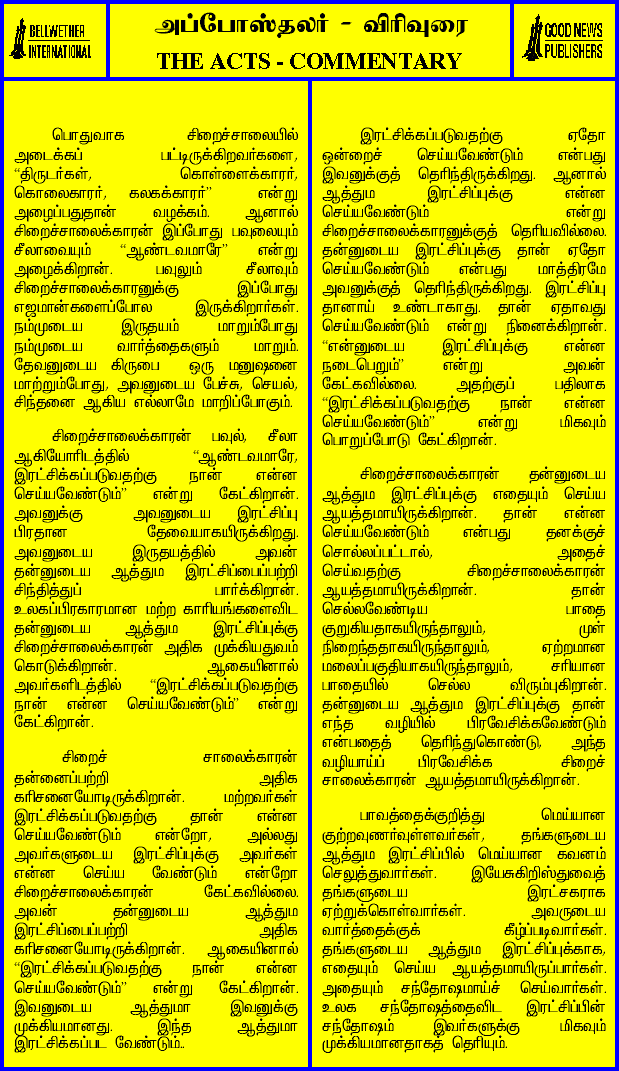 BELLWETHER
INTERNATIONAL
அப்போஸ்தலர் - விரிவுரை
THE ACTS - COMMENTARY
GOOD NEWS
PUBLISHERS
பொதுவாக சிறைச்சாலையில்
அடைக்கப் பட்டிருக்கிறவர்களை,
“திருடர்கள், கொள்ளைக்காரர்,
கொலைகாரர், கலகக்காரர்” என்று
அழைப்பதுதான் வழக்கம். ஆனால்
சிறைச்சாலைக்காரன் இப்போது பவுலையும்
சீலாவையும் “ஆண்டவமாரே” என்று
அழைக்கிறான். பவுலும் சீலாவும்
சிறைச்சாலைக்காரனுக்கு இப்போது
எஜமான்களைப்போல இருக்கிறார்கள்.
நம்முடைய இருதயம் மாறும்போது
நம்முடைய வார்த்தைகளும் மாறும்.
தேவனுடைய கிருபை ஒரு மனுஷனை
மாற்றும்போது, அவனுடைய பேச்சு, செயல்,
சிந்தனை ஆகிய எல்லாமே மாறிப்போகும்.
சிறைச்சாலைக்காரன் பவுல், சீலா
ஆகியோரிடத்தில் “ஆண்டவமாரே,
இரட்சிக்கப்படுவதற்கு நான் என்ன
செய்யவேண்டும்” என்று கேட்கிறான்.
அவனுக்கு அவனுடைய இரட்சிப்பு
பிரதான தேவையாகயிருக்கிறது.
அவனுடைய இருதயத்தில் அவன்
தன்னுடைய ஆத்தும இரட்சிப்பைப்பற்றி
சிந்தித்துப் பார்க்கிறான்.
உலகப்பிரகாரமான மற்ற காரியங்களைவிட
தன்னுடைய ஆத்தும இரட்சிப்புக்கு
சிறைச்சாலைக்காரன் அதிக முக்கியதுவம்
கொடுக்கிறான். ஆகையினால்
அவர்களிடத்தில் “இரட்சிக்கப்படுவதற்கு
நான் என்ன செய்யவேண்டும்” என்று
கேட்கிறான்.
சிறைச் சாலைக்காரன்
தன்னைப்பற்றி அதிக
கரிசனையோடிருக்கிறான். மற்றவர்கள்
இரட்சிக்கப்படுவதற்கு தான் என்ன
செய்யவேண்டும் என்றோ, அல்லது
அவர்களுடைய இரட்சிப்புக்கு அவர்கள்
என்ன செய்ய வேண்டும் என்றோ
சிறைச்சாலைக்காரன் கேட்கவில்லை.
அவன் தன்னுடைய ஆத்தும
இரட்சிப்பைப்பற்றி அதிக
கரிசனையோடிருக்கிறான். ஆகையினால்
“இரட்சிக்கப்படுவதற்கு நான் என்ன
செய்யவேண்டும்” என்று கேட்கிறான்.
இவனுடைய ஆத்துமா இவனுக்கு
முக்கியமானது. இந்த ஆத்துமா
இரட்சிக்கப்பட வேண்டும்..
இரட்சிக்கப்படுவதற்கு ஏதோ
ஒன்றைச் செய்யவேண்டும் என்பது
இவனுக்குத் தெரிந்திருக்கிறது. ஆனால்
ஆத்தும இரட்சிப்புக்கு என்ன
செய்யவேண்டும் என்று
சிறைச்சாலைக்காரனுக்குத் தெரியவில்லை.
தன்னுடைய இரட்சிப்புக்கு தான் ஏதோ
செய்யவேண்டும் என்பது மாத்திரமே
அவனுக்குத் தெரிந்திருக்கிறது. இரட்சிப்பு
தானாய் உண்டாகாது. தான் ஏதாவது
செய்யவேண்டும் என்று நினைக்கிறான்.
“என்னுடைய இரட்சிப்புக்கு என்ன
நடைபெறும்” என்று அவன்
கேட்கவில்லை. அதற்குப் பதிலாக
“இரட்சிக்கப்படுவதற்கு நான் என்ன
செய்யவேண்டும்” என்று மிகவும்
பொறுப்போடு கேட்கிறான்.
சிறைச்சாலைக்காரன் தன்னுடைய
ஆத்தும இரட்சிப்புக்கு எதையும் செய்ய
ஆயத்தமாயிருக்கிறான். தான் என்ன
செய்யவேண்டும் என்பது தனக்குச்
சொல்லப்பட்டால், அதைச்
செய்வதற்கு சிறைச்சாலைக்காரன்
ஆயத்தமாயிருக்கிறான். தான்
செல்லவேண்டிய பாதை
குறுகியதாகயிருந்தாலும், முள்
நிறைந்ததாகயிருந்தாலும், ஏற்றமான
மலைப்பகுதியாகயிருந்தாலும், சரியான
பாதையில் செல்ல விரும்புகிறான்.
தன்னுடைய ஆத்தும இரட்சிப்புக்கு தான்
எந்த வழியில் பிரவேசிக்கவேண்டும்
என்பதைத் தெரிந்துகொண்டு, அந்த
வழியாய்ப் பிரவேசிக்க சிறைச்
சாலைக்காரன் ஆயத்தமாயிருக்கிறான்.
பாவத்தைக்குறித்து மெய்யான
குற்றவுணர்வுள்ளவர்கள், தங்களுடைய
ஆத்தும இரட்சிப்பில் மெய்யான கவனம்
செலுத்துவார்கள். இயேசுகிறிஸ்துவைத்
தங்களுடைய இரட்சகராக
ஏற்றுக்கொள்வார்கள். அவருடைய
வார்த்தைக்குக் கீழ்ப்படிவார்கள்.
தங்களுடைய ஆத்தும இரட்சிப்புக்காக,
எதையும் செய்ய ஆயத்தமாயிருப்பார்கள்.
அதையும் சந்தோஷமாய்ச் செய்வார்கள்.
உலக சந்தோஷத்தைவிட இரட்சிப்பின்
சந்தோஷம் இவர்களுக்கு மிகவும்
முக்கியமானதாகத் தெரியும்.